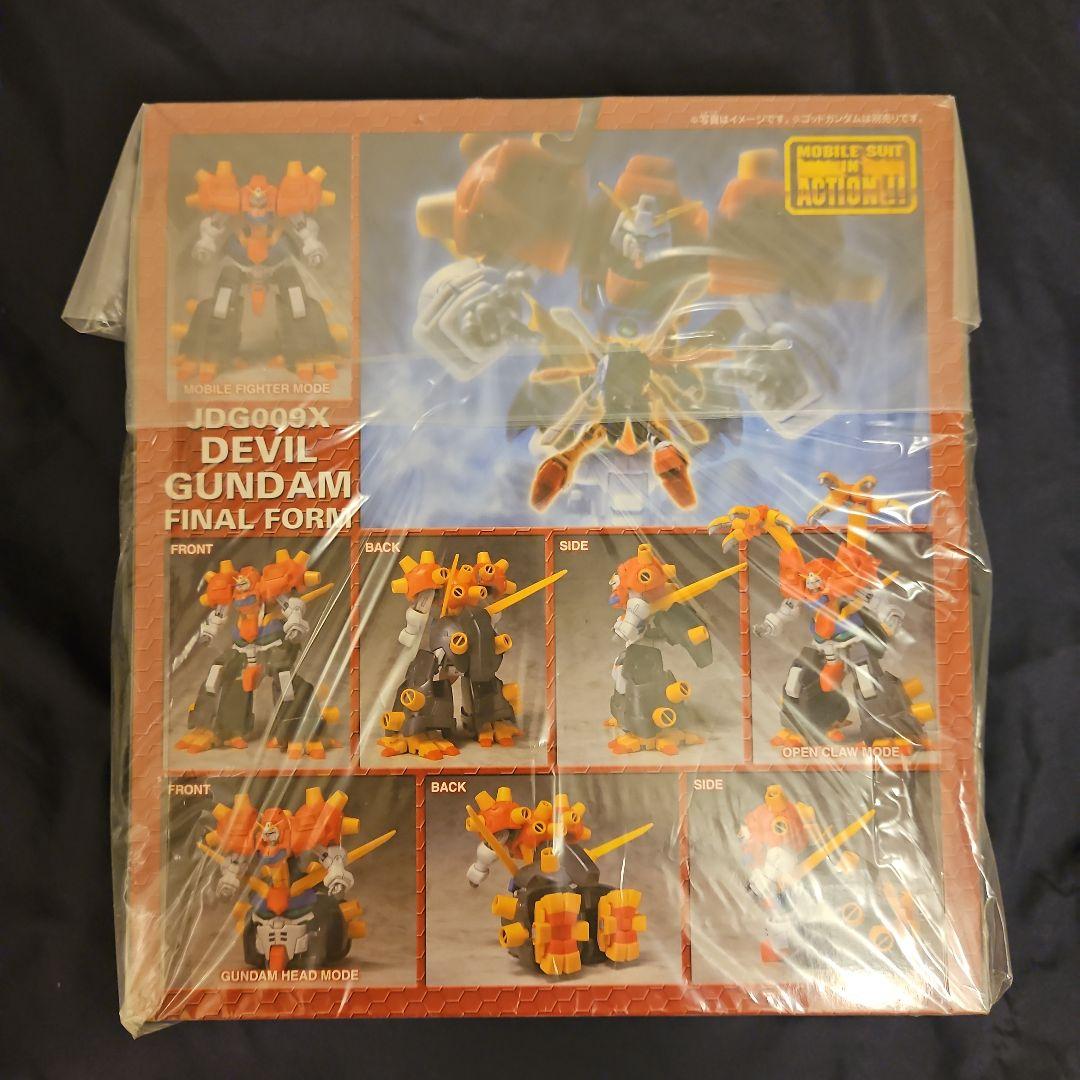 ※写真はイメージです。※ゴッドガンダムは別売りです。
MOBILE SUIT
IN
ACTION!!
MOBILE FIGHTER MODE
JDG009X
DEVIL
GUNDAM
FINAL FORM
FRONT
BACK
SIDE
OPEN CLAW MODE
FRONT
BACK
SIDE
GUNDAM HEAD MODE